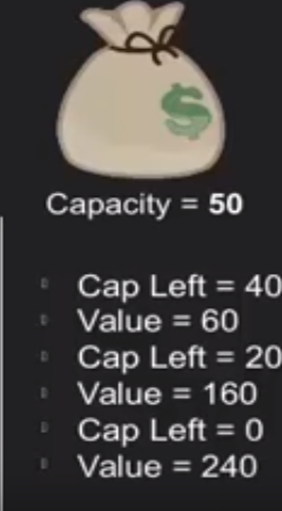 $
Capacity = 50
Cap Left = 40
Value = 60
Cap Left = 20
Value = 160
Cap Left = 0
Value = 240